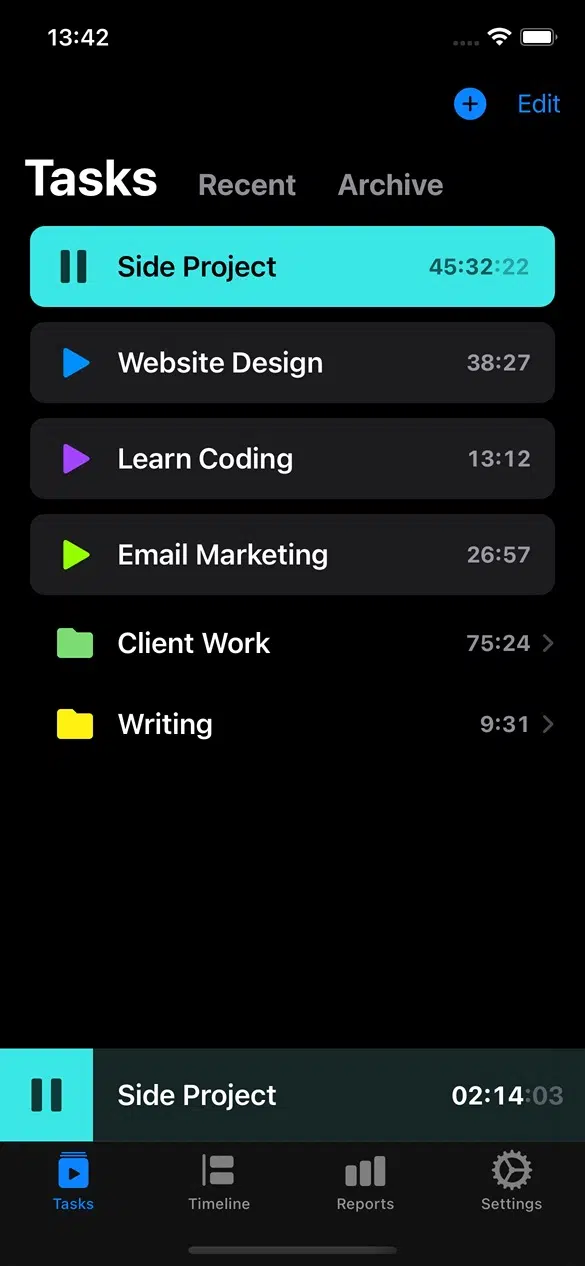 13:42
Edit
Tasks Recent Archive
Side Project 45:32:22
Website Design 38:27
Learn Coding 13:12
Email Marketing 26:57
Client Work 75:24
Writing 9:31
Side Project 02:14:03
Tasks Timeline Reports Settings